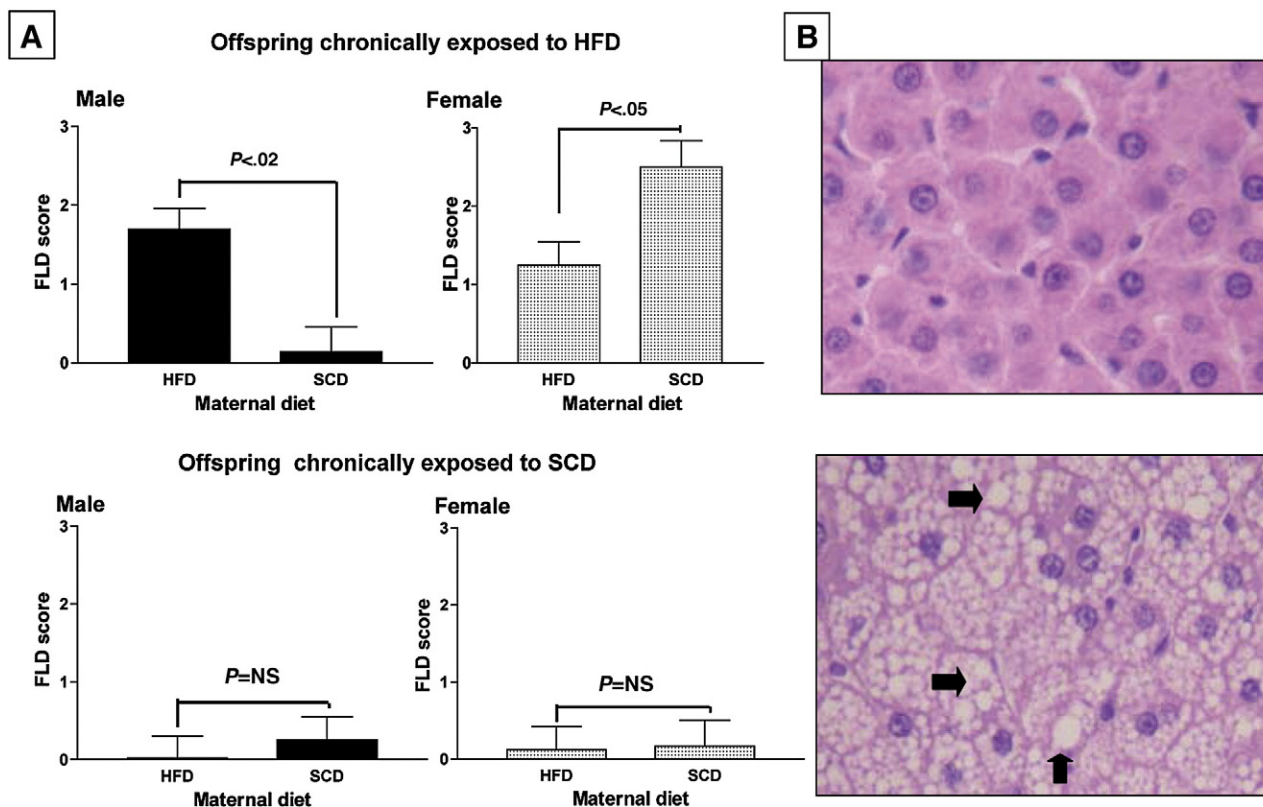 A
Offspring chronically exposed to HFD
B
Male
3
2
1
0
FLD score
P<.02
HFD
SCD
Maternal diet
Female
3
2
1
0
FLD score
P<.05
HFD
SCD
Maternal diet
Offspring chronically exposed to SCD
Male
3
2
1
0
FLD score
P=NS
HFD
SCD
Maternal diet
Female
3
2
1
0
FLD score
P=NS
HFD
SCD
Maternal diet